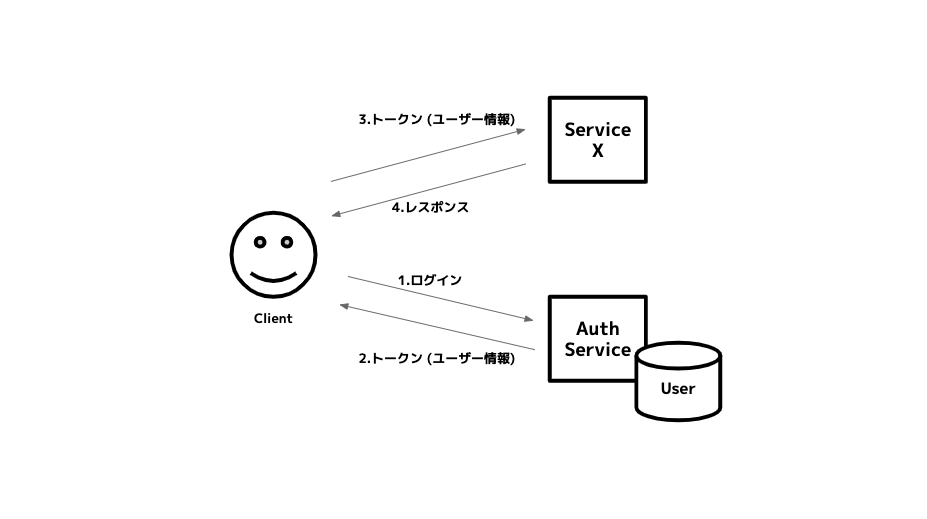 3.トークン (ユーザー情報)
Service
X
4.レスポンス
1.ログイン
Client
Auth
Service
2.トークン (ユーザー情報)
User